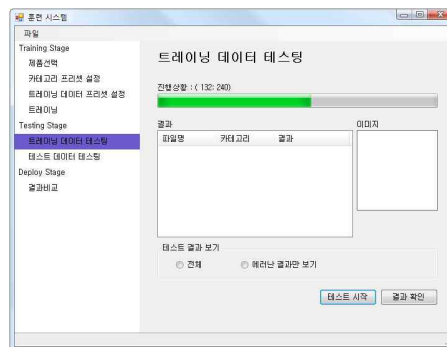 훈련 시스템
파일
Training Stage
제품선택
카테고리 프리셋 설정
트레이닝 데이터 프리셋 설정
트레이닝
Testing Stage
트레이닝 데이터 테스팅
테스트 데이터 테스팅
Deploy Stage
결과비교
트레이닝 데이터 테스팅
진행상황 : ( 132: 240)
결과
이미지
파일명 카테고리 결과
테스트 결과 보기
전체 에러난 결과만 보기
테스트 시작 결과 확인